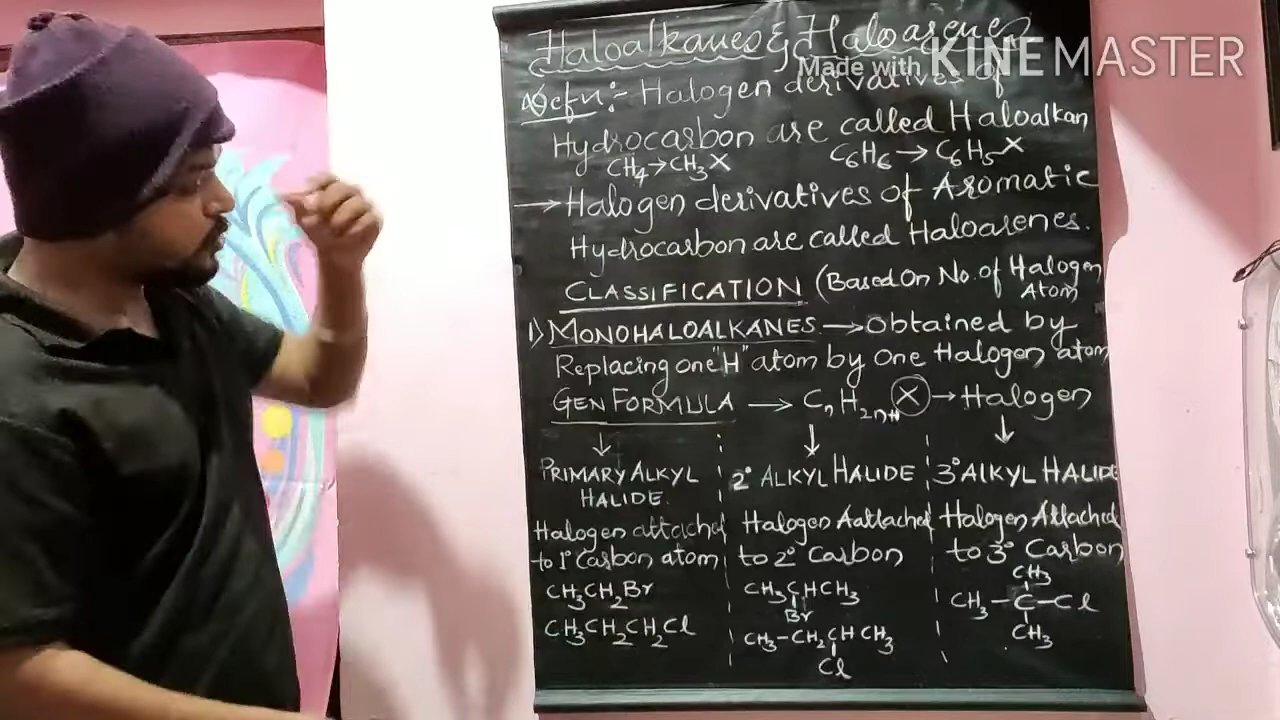 Haloalkanes & Haloarenes
Made with KINEMASTER
Defn:- Halogen derivatives of
Hydrocarbon are called Haloalkan
CH4→CH3X C6H6→C6H5X
→Halogen derivatives of Aromatic
Hydrocarbon are called Haloarenes.
CLASSIFICATION (Based On No. of Halogen
Atom
1) MONOHALOALKANES → Obtained by
Replacing one "H" atom by one Halogen atom
GEN FORMULA → CnH2n+1 X → Halogen
↓ ↓ ↓
PRIMARY ALKYL
HALIDE.
Halogen attached
to 1° Carbon atom
CH3CH2Br
CH3CH2CH2Cl
2° ALKYL HALIDE
Halogen Aattached
to 2° Carbon
CH3CHCH3
Br
CH3-CH2CHCH3
Cl
3° ALKYL HALIDE
Halogen Attached
to 3° Carbon
CH3
CH3-C-Cl
CH3